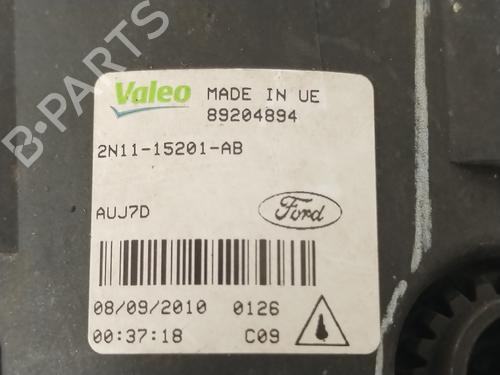 Valeo MADE IN UE
89204894
2N11-15201-AB
AUJ7D Ford
08/09/2010 0126
00:37:18 C09
B-PARTS